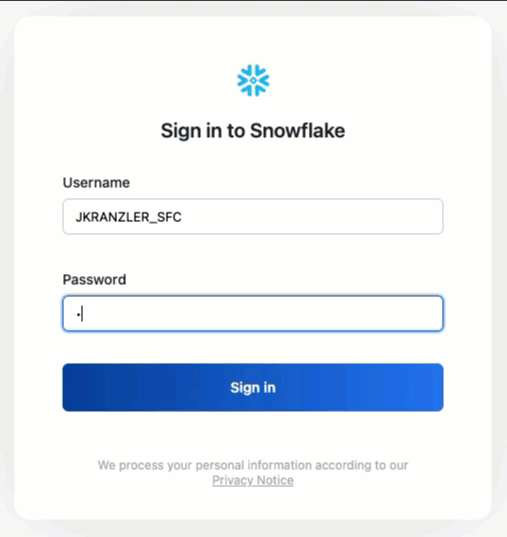 Sign in to Snowflake
Username
JKRANZLER_SFC
Password
•
Sign in
We process your personal information according to our
Privacy Notice